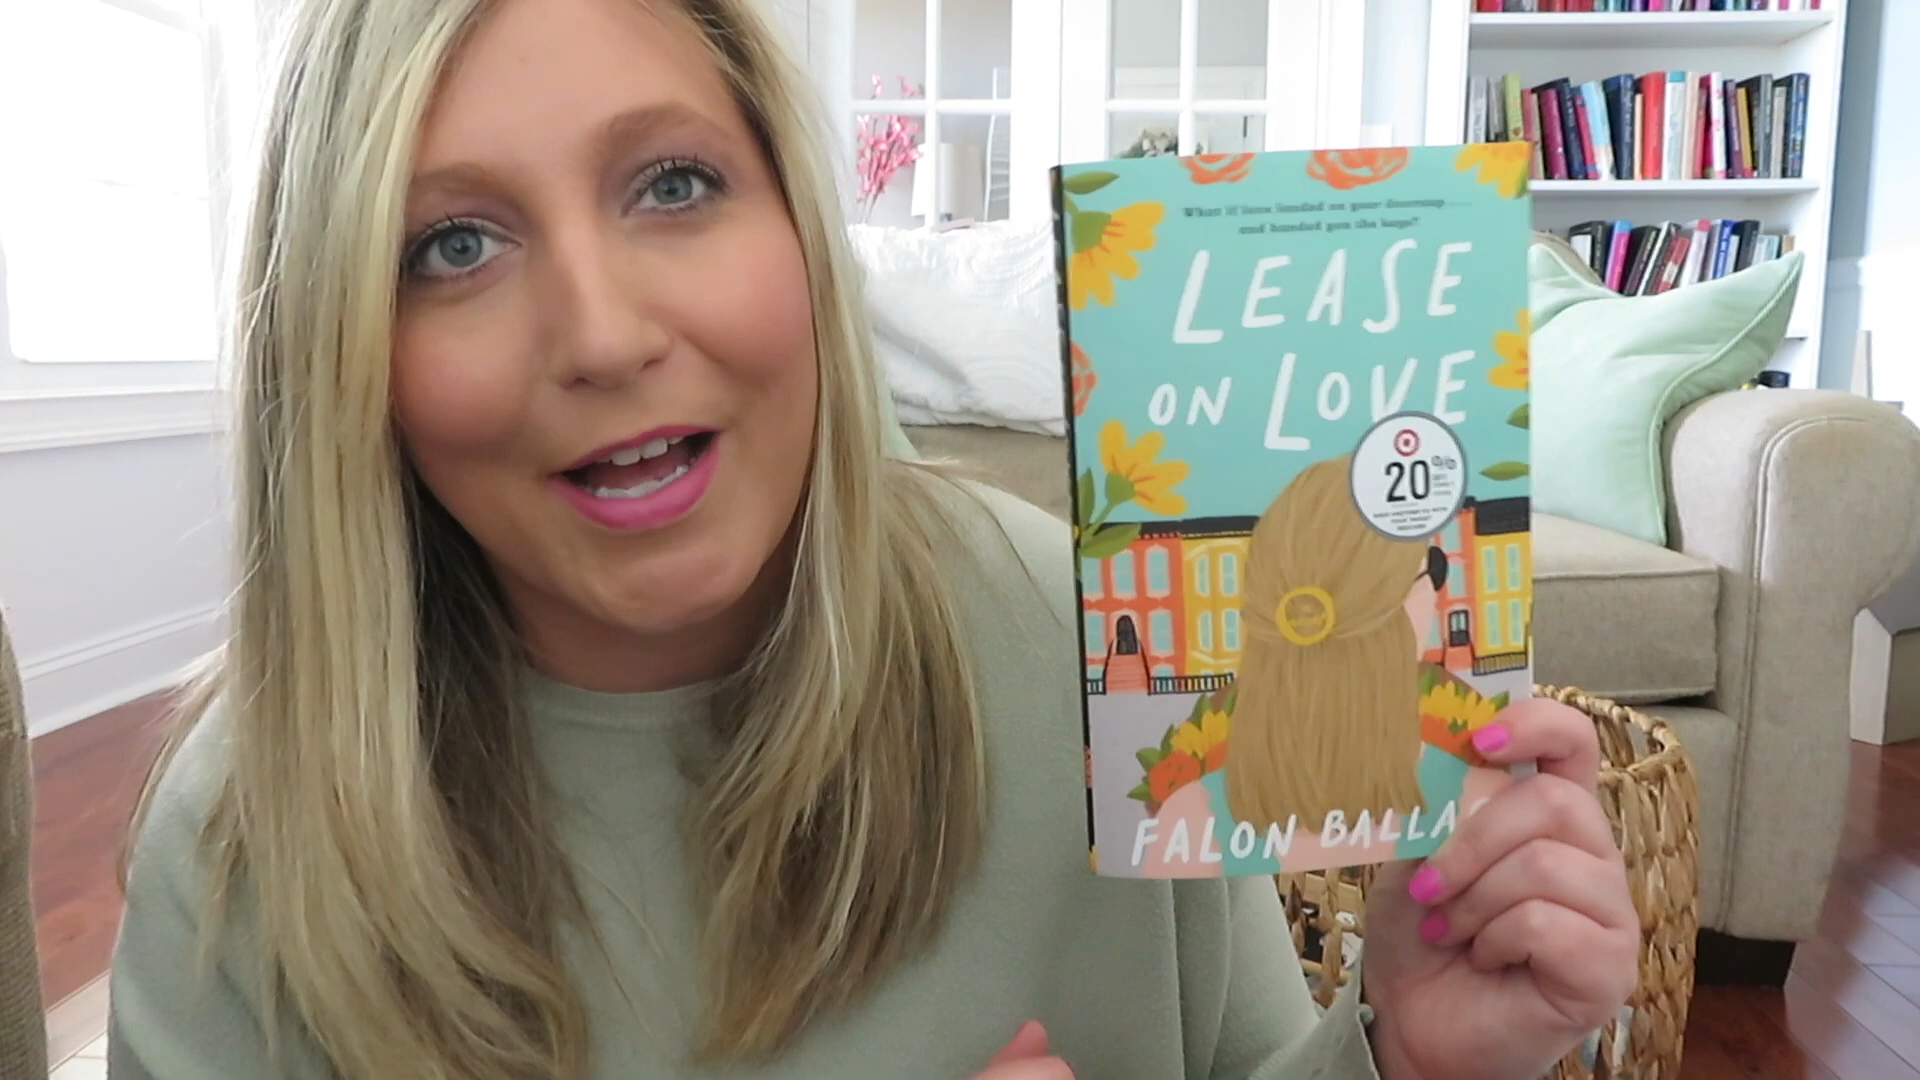 What if love landed on your doorstep
and handed you the keys?
LEASE
ON LOVE
20%
FALON BALLA